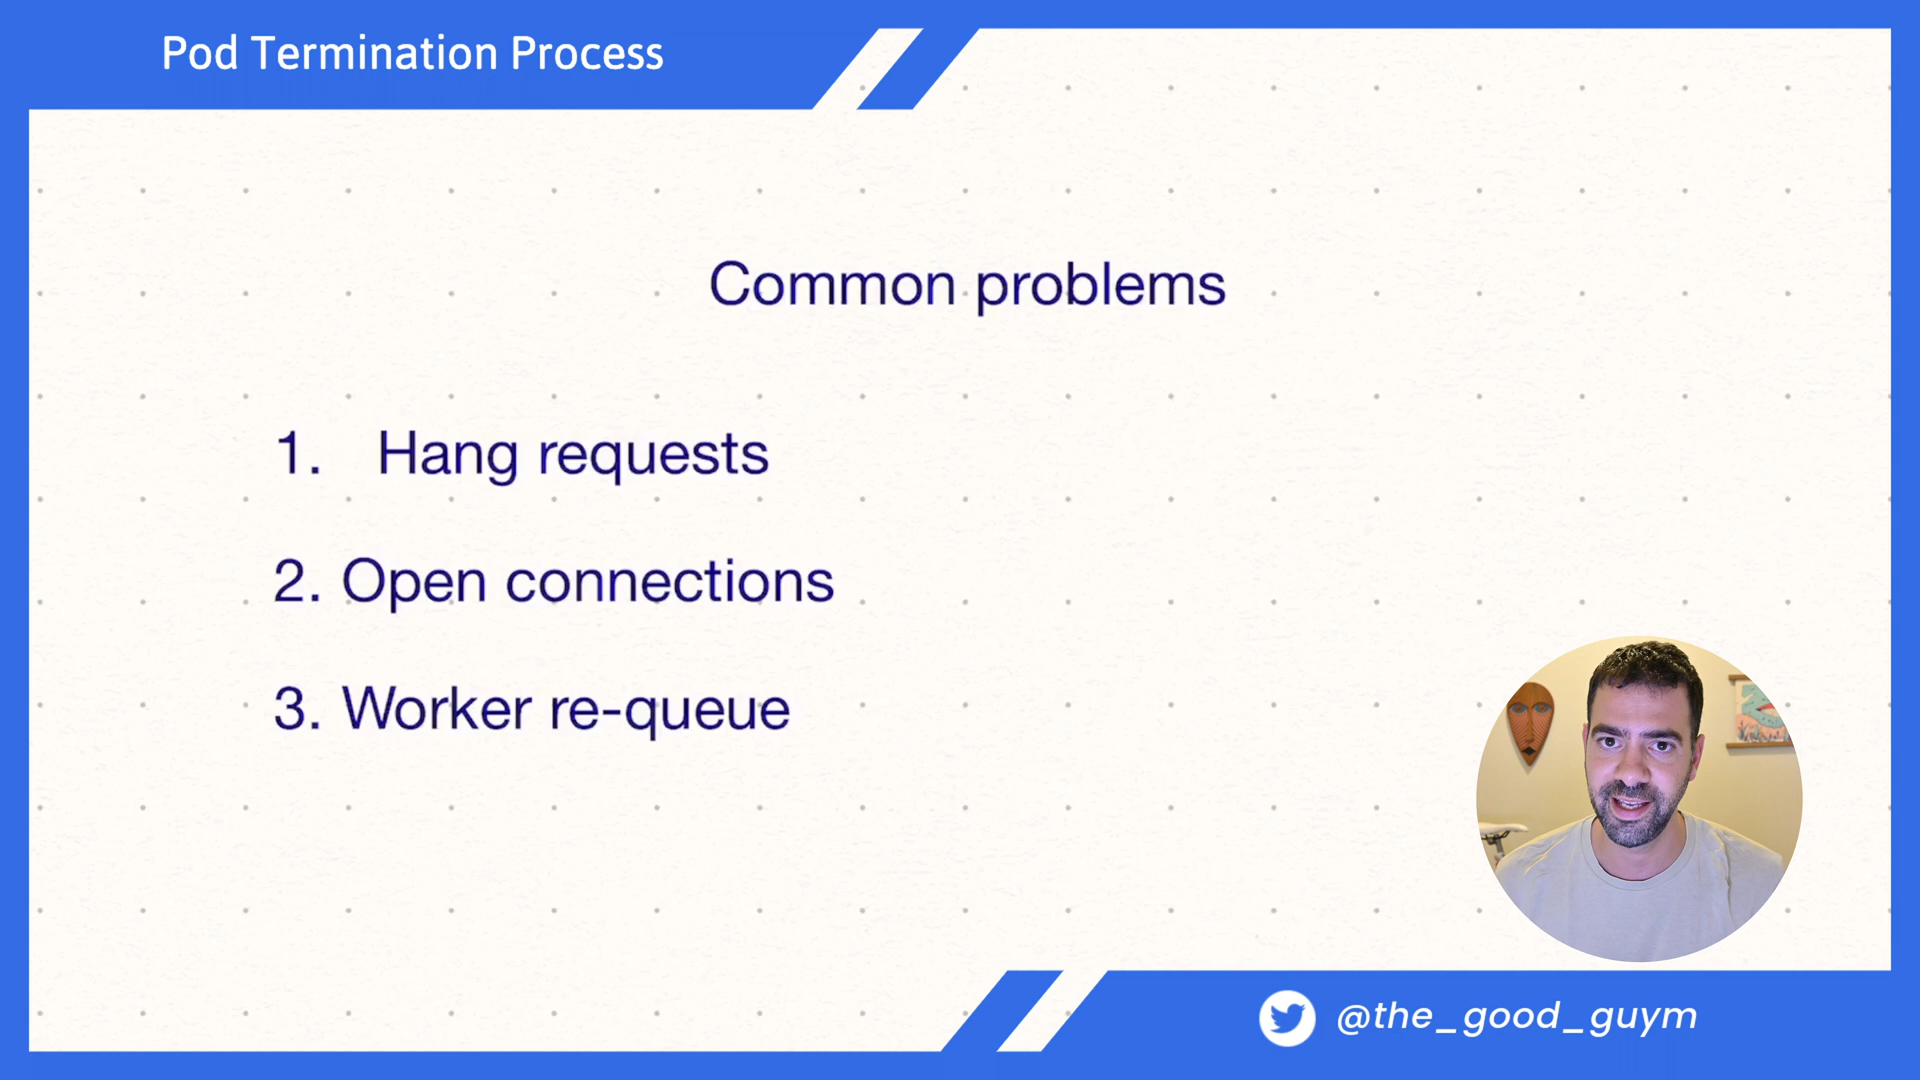 Pod Termination Process
Common problems
1. Hang requests
2. Open connections
3. Worker re-queue
@the_good_guym